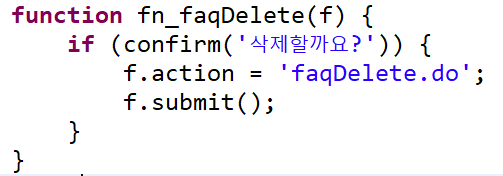 function fn_faqDelete(f) {
    if (confirm('삭제할까요?')) {
        f.action = 'faqDelete.do';
        f.submit();
    }
}